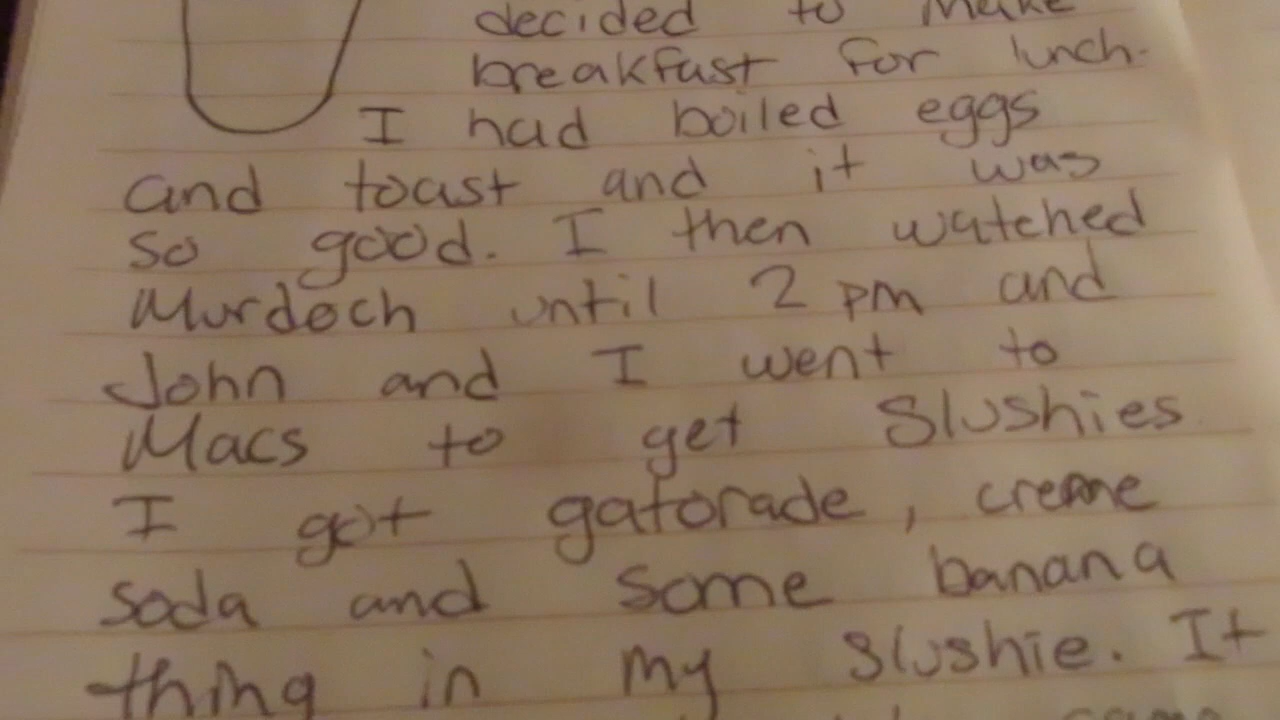 decided to make
breakfast for lunch.
I had boiled eggs
and toast and it was
so good. I then watched
Murdoch until 2 pm and
John and I went to
Macs to get Slushies
I got gatorade, creme
soda and some banana
thing in my slushie. It